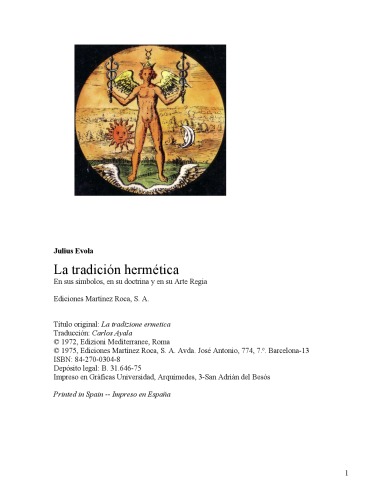 Julius Evola
La tradición hermética
En sus símbolos, en su doctrina y en su Arte Regia
Ediciones Martínez Roca, S. A.
Título original: La tradizione ermetica
Traducción: Carlos Ayala
© 1972, Edizioni Mediterranee, Roma
© 1975, Ediciones Martínez Roca, S. A. Avda. José Antonio, 774, 7.º. Barcelona-13
ISBN: 84-270-0304-8
Depósito legal: B. 31.646-75
Impreso en Gráficas Universidad, Arquímedes, 3-San Adrián del Besós
Printed in Spain -- Impreso en España
1